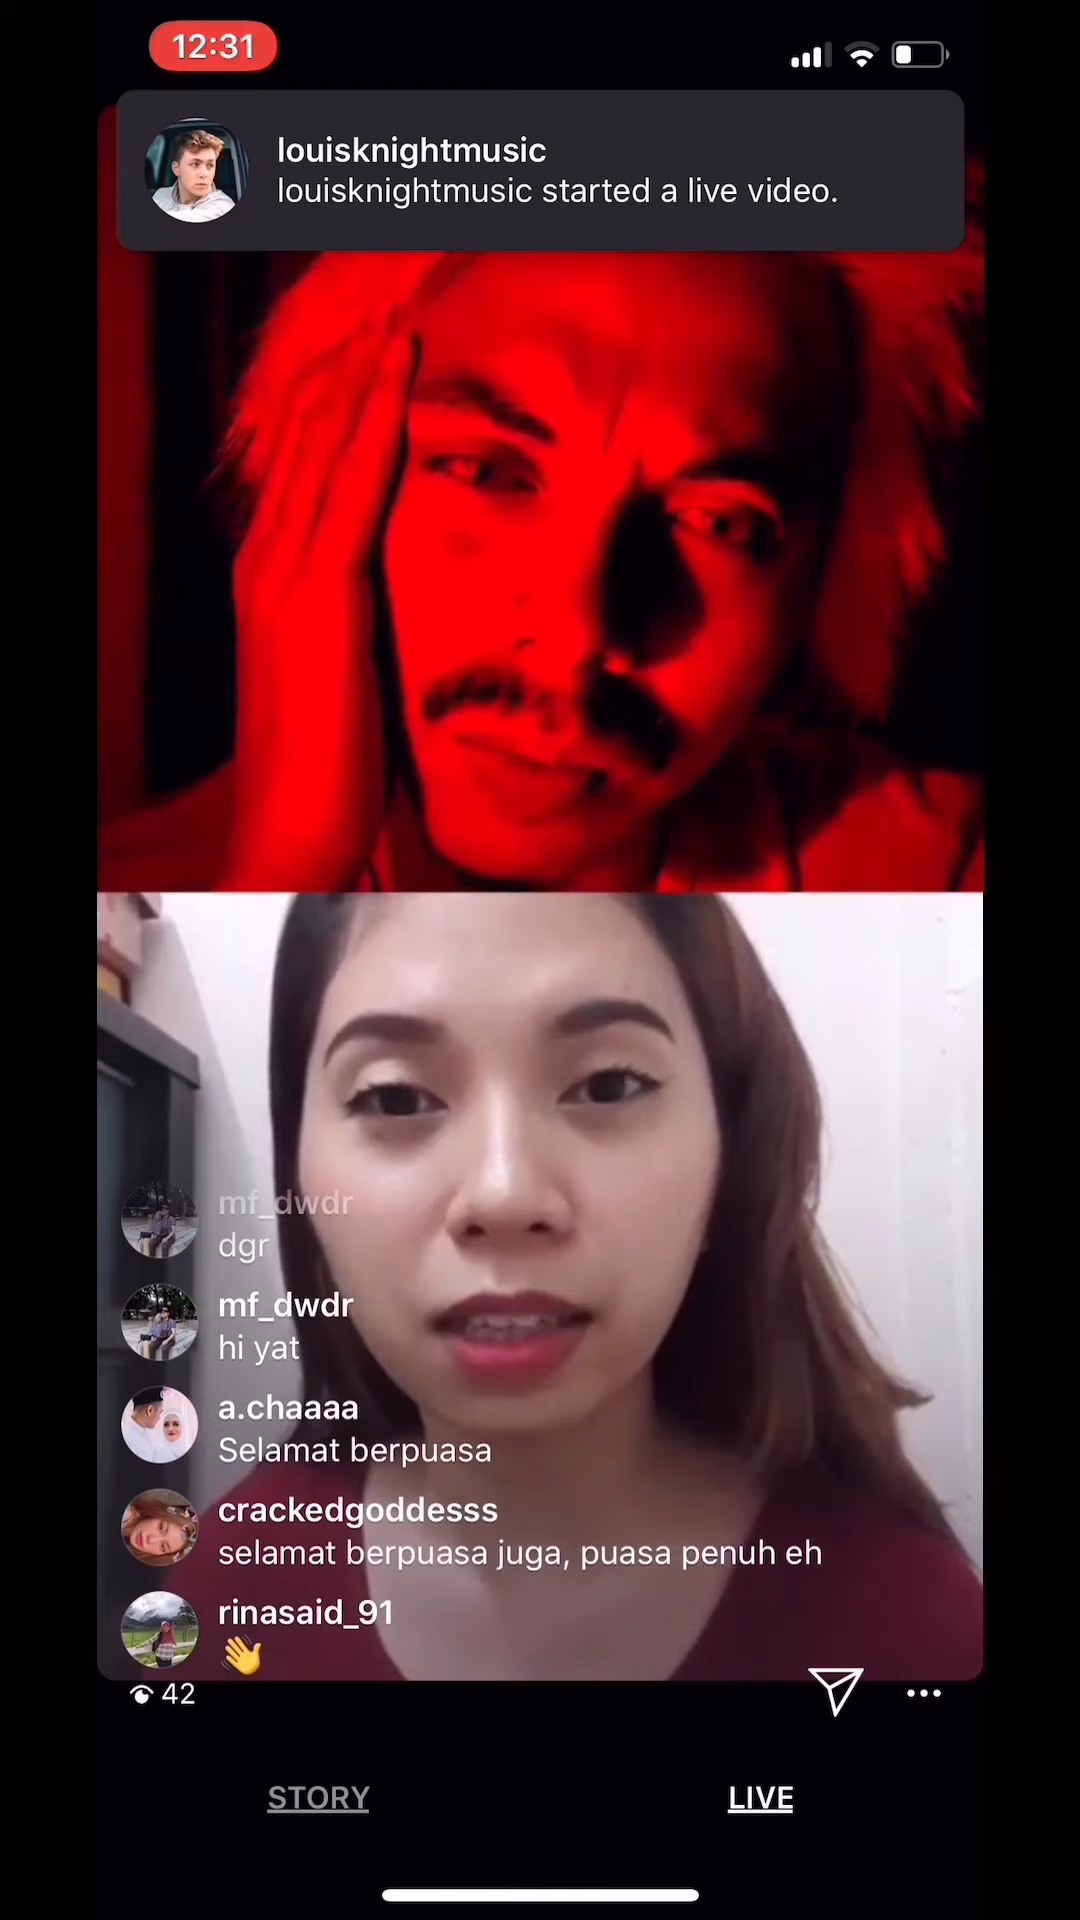 12:31
louisknightmusic
louisknightmusic started a live video.
mf_dwdr
dgr
mf_dwdr
hi yat
a.chaaaa
Selamat berpuasa
crackedgoddesss
selamat berpuasa juga, puasa penuh eh
rinasaid_91
👋
42
STORY
LIVE